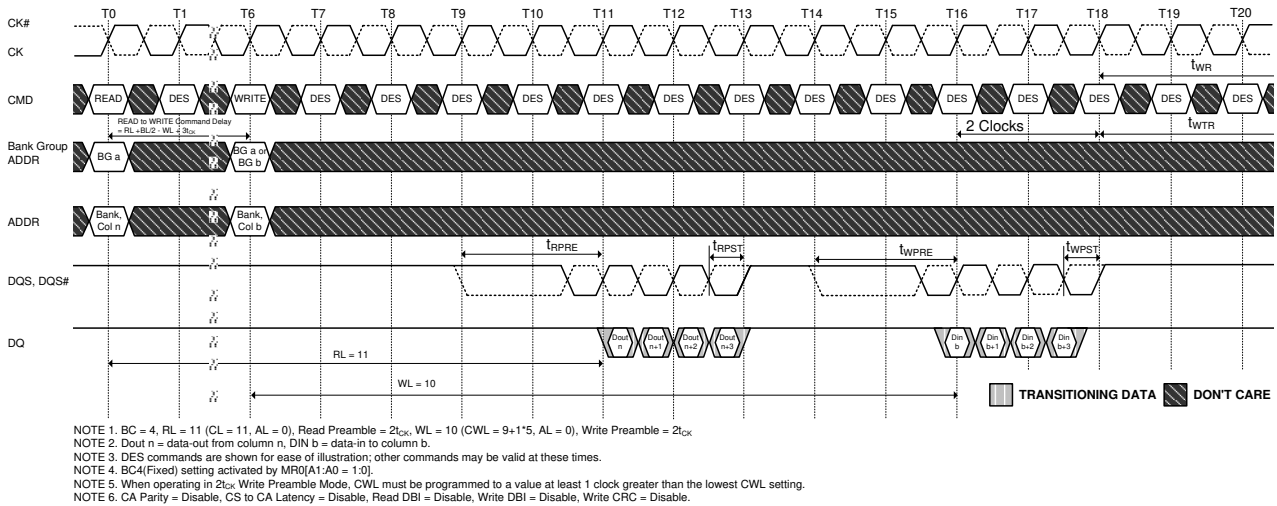 T0 T1 T6 T7 T8 T9 T10 T11 T12 T13 T14 T15 T16 T17 T18 T19 T20
CK#
CK
tWR
CMD READ DES WRITE DES DES DES DES DES DES DES DES DES DES DES DES DES DES
READ to WRITE Command Delay
= RL +BL/2 - WL + 3tCK
2 Clocks
tWTR
Bank Group
ADDR
BG a
BG a or
BG b
ADDR
Bank,
Col n
Bank,
Col b
tRPRE tRPST tWPRE tWPST
DQS, DQS#
DQ
Dout
n
Dout
n+1
Dout
n+2
Dout
n+3
Din
b
Din
b+1
Din
b+2
Din
b+3
RL = 11
WL = 10
TRANSITIONING DATA DON'T CARE
NOTE 1. BC = 4, RL = 11 (CL = 11, AL = 0), Read Preamble = 2tCK, WL = 10 (CWL = 9+1*5, AL = 0), Write Preamble = 2tCK
NOTE 2. Dout n = data-out from column n, DIN b = data-in to column b.
NOTE 3. DES commands are shown for ease of illustration; other commands may be valid at these times.
NOTE 4. BC4(Fixed) setting activated by MR0[A1:A0 = 1:0].
NOTE 5. When operating in 2tCK Write Preamble Mode, CWL must be programmed to a value at least 1 clock greater than the lowest CWL setting.
NOTE 6. CA Parity = Disable, CS to CA Latency = Disable, Read DBI = Disable, Write DBI = Disable, Write CRC = Disable.